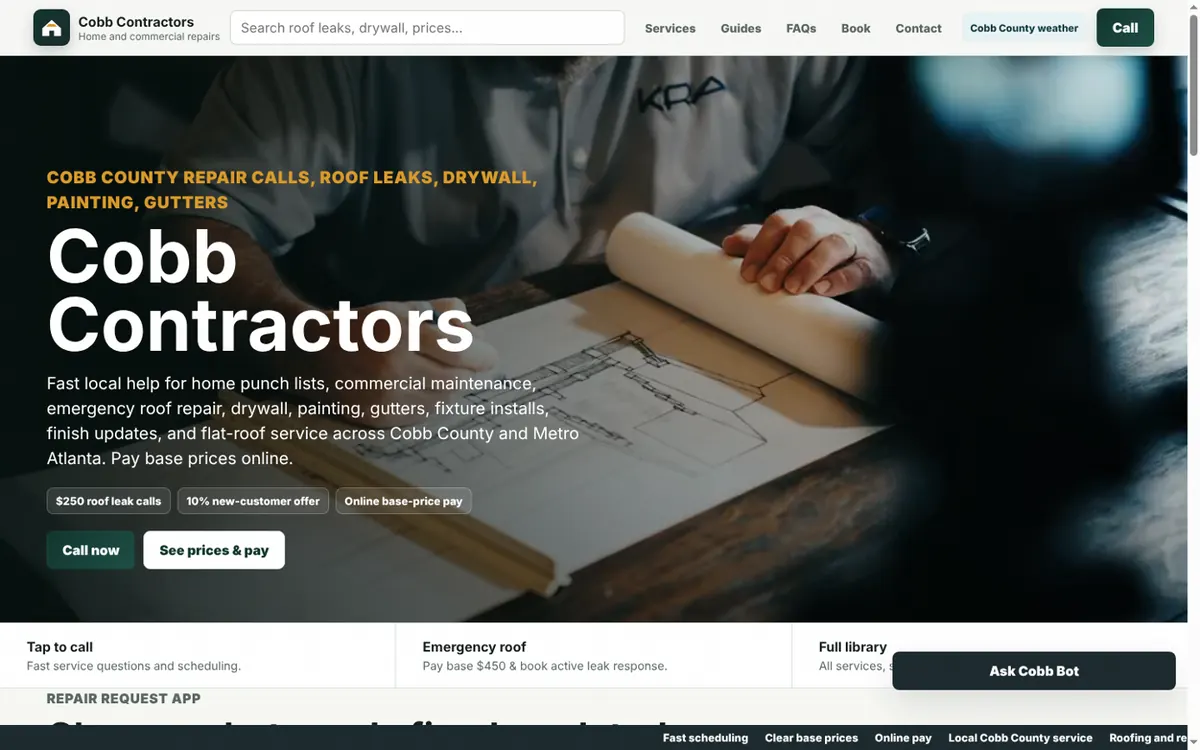 Cobb Contractors
Home and commercial repairs
Search roof leaks, drywall, prices...
Services
Guides
FAQs
Book
Contact
Cobb County weather
Call
KRA
COBB COUNTY REPAIR CALLS, ROOF LEAKS, DRYWALL,
PAINTING, GUTTERS
Cobb
Contractors
Fast local help for home punch lists, commercial maintenance,
emergency roof repair, drywall, painting, gutters, fixture installs,
finish updates, and flat-roof service across Cobb County and Metro
Atlanta. Pay base prices online.
$250 roof leak calls
10% new-customer offer
Online base-price pay
Call now
See prices & pay
Tap to call
Fast service questions and scheduling.
Emergency roof
Pay base $450 & book active leak response.
Full library
All services,
Ask Cobb Bot
REPAIR REQUEST APP
Fast scheduling
Clear base prices
Online pay
Local Cobb County service
Roofing and re